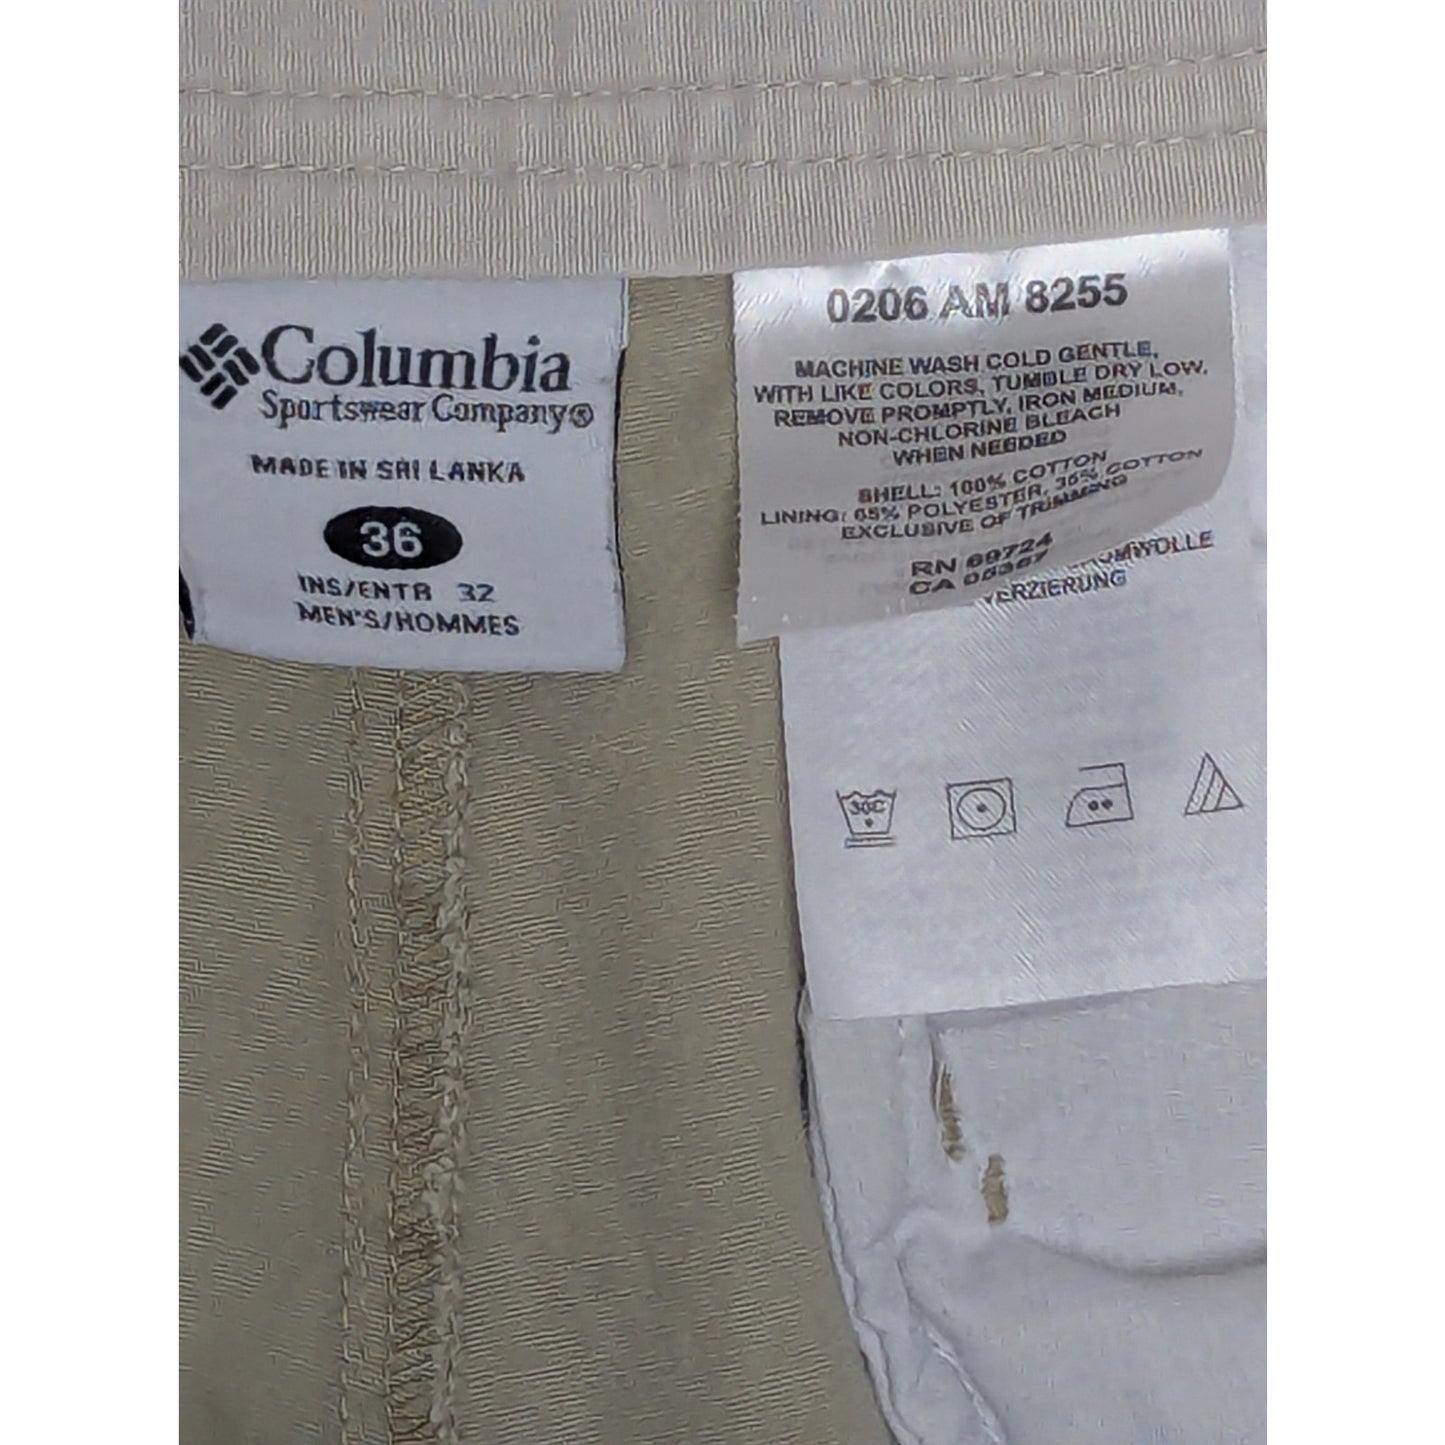 Columbia
Sportswear Company®
MADE IN SRI LANKA
36
INS/ENTR 32
MEN'S/HOMMES
0206 AM 8255
MACHINE WASH COLD GENTLE,
WITH LIKE COLORS, TUMBLE DRY LOW,
REMOVE PROMPTLY, IRON MEDIUM,
NON-CHLORINE BLEACH
WHEN NEEDED
SHELL: 100% COTTON
LINING: 65% POLYESTER, 35% COTTON
EXCLUSIVE OF TRIMMING
RN 69724
CA 05367
VERZIERUNG
30C